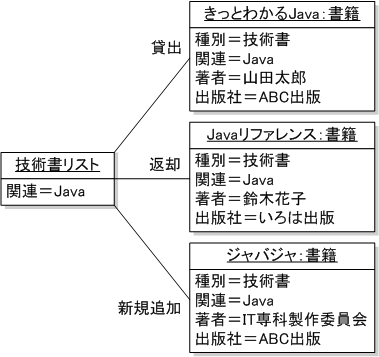 きっとわかるJava:書籍
種別=技術書
関連=Java
著者=山田太郎
出版社=ABC出版
貸出
Javaリファレンス:書籍
種別=技術書
関連=Java
著者=鈴木花子
出版社=いろは出版
返却
技術書リスト
関連=Java
ジャバジャ:書籍
種別=技術書
関連=Java
著者=IT専科製作委員会
出版社=ABC出版
新規追加